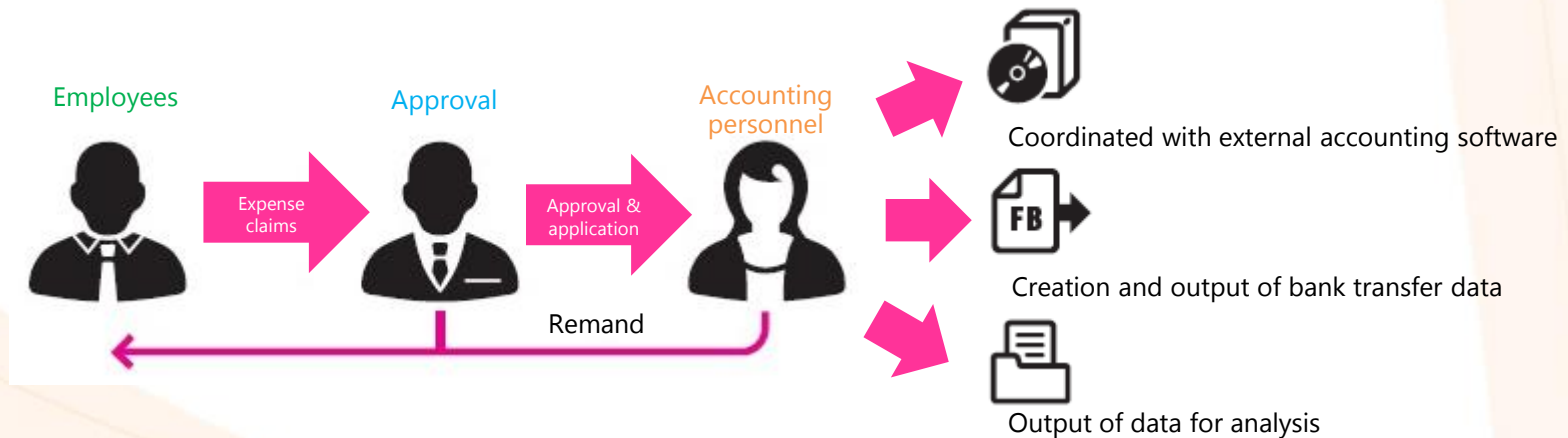 Employees
Approval
Accounting
personnel
Expense
claims
Approval &
application
Remand
Coordinated with external accounting software
FB
Creation and output of bank transfer data
Output of data for analysis